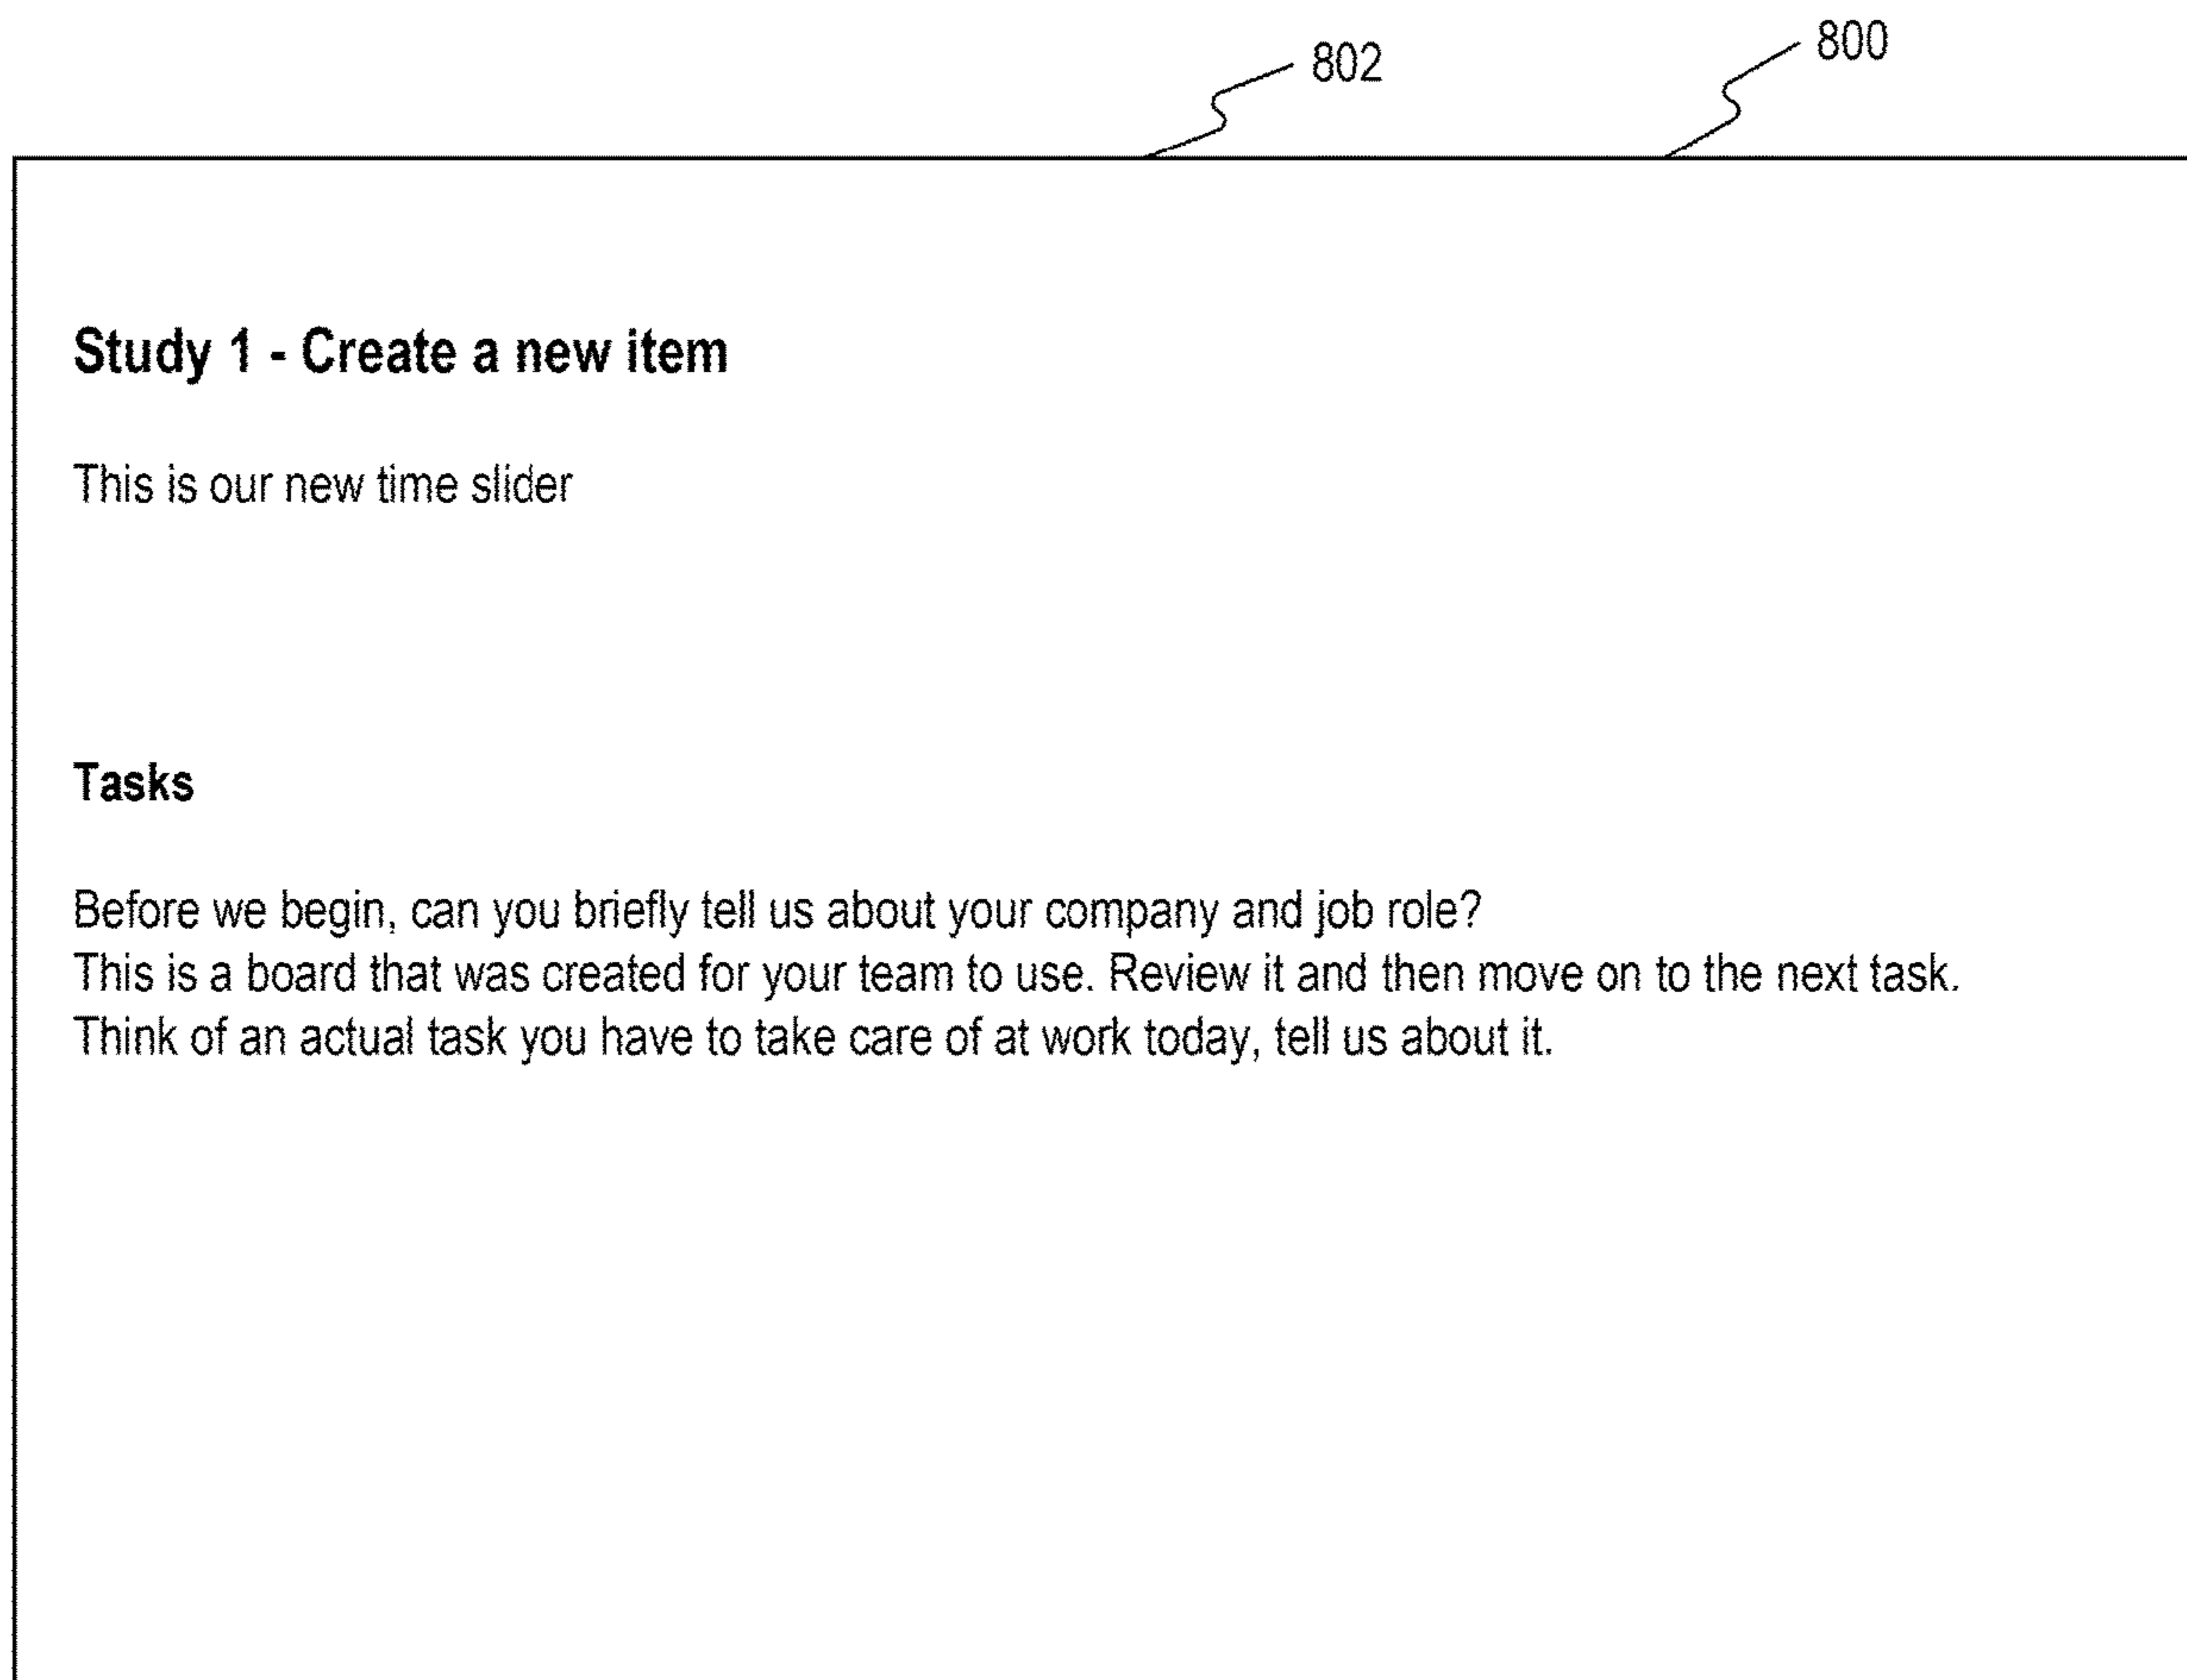 802
800
Study 1 - Create a new item
This is our new time slider
Tasks
Before we begin, can you briefly tell us about your company and job role?
This is a board that was created for your team to use. Review it and then move on to the next task.
Think of an actual task you have to take care of at work today, tell us about it.